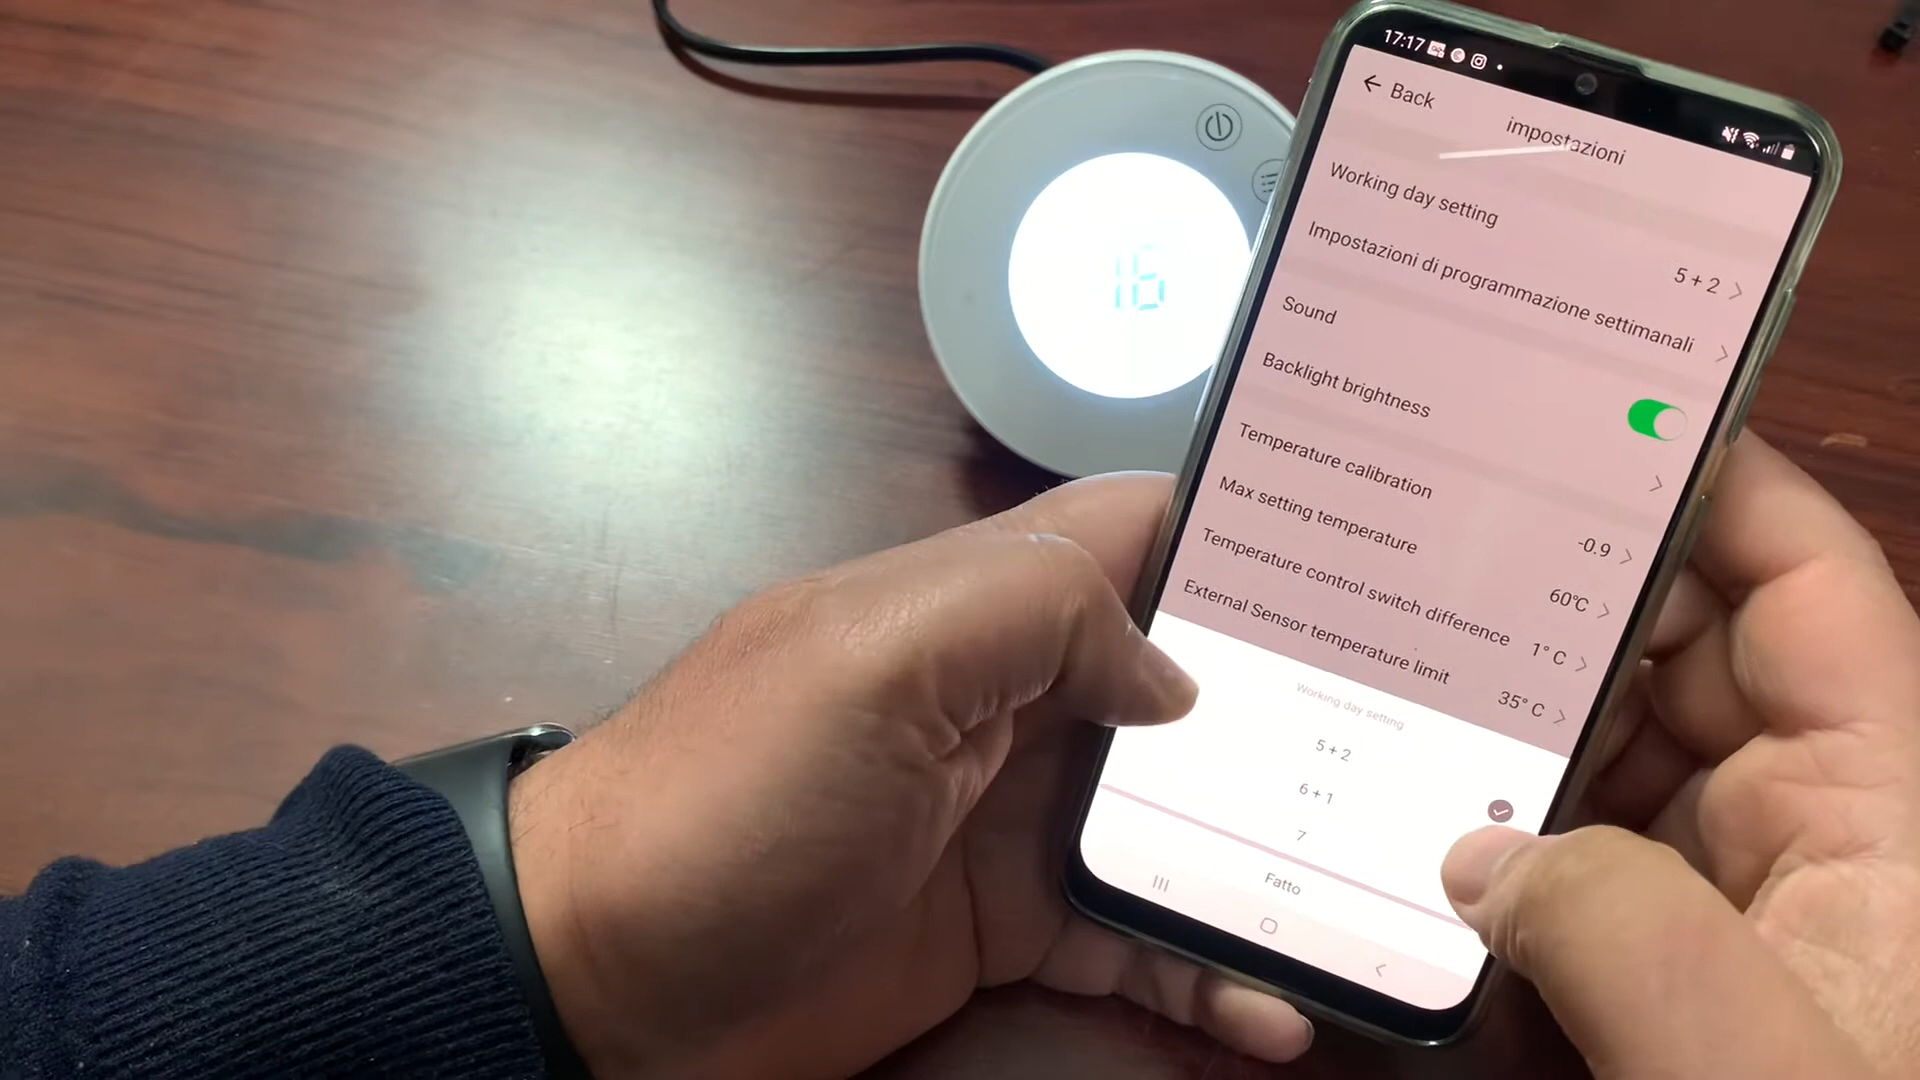 17:17
Back
impostazioni
Working day setting
5 + 2
Impostazioni di programmazione settimanali
Sound
Backlight brightness
Temperature calibration
-0.9
Max setting temperature
60°C
Temperature control switch difference
1° C
External Sensor temperature limit
35° C
Working day setting
5 + 2
6 + 1
7
Fatto
16